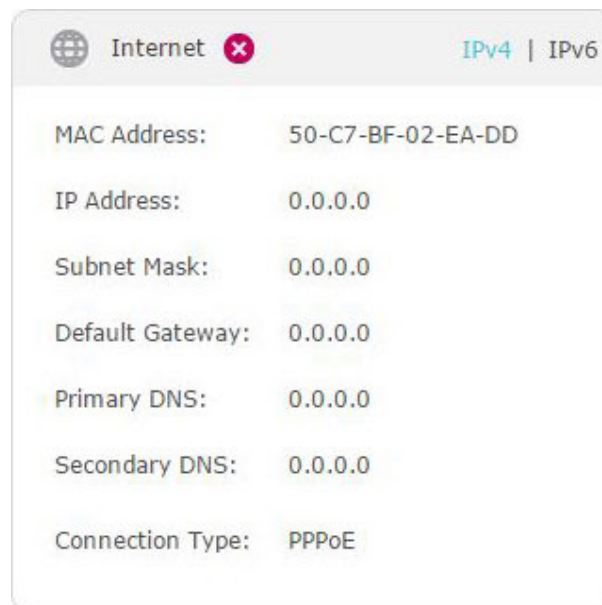 Internet IPv4 | IPv6
MAC Address: 50-C7-BF-02-EA-DD
IP Address: 0.0.0.0
Subnet Mask: 0.0.0.0
Default Gateway: 0.0.0.0
Primary DNS: 0.0.0.0
Secondary DNS: 0.0.0.0
Connection Type: PPPoE